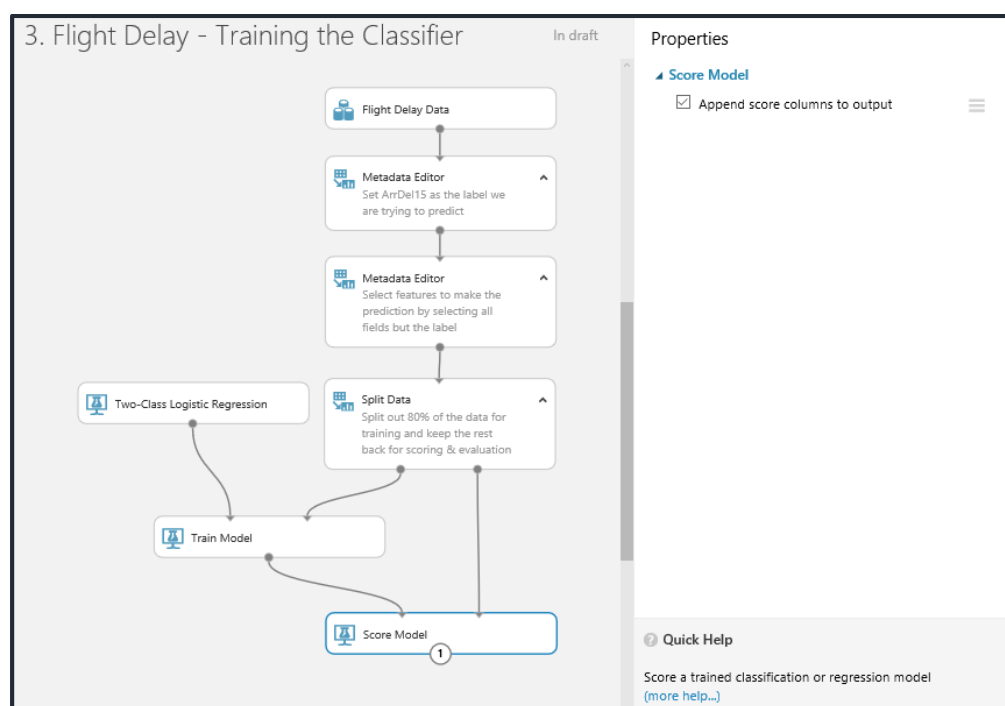 3. Flight Delay - Training the Classifier
In draft
Flight Delay Data
Metadata Editor
Set ArrDel15 as the label we
are trying to predict
Metadata Editor
Select features to make the
prediction by selecting all
fields but the label
Two-Class Logistic Regression
Split Data
Split out 80% of the data for
training and keep the rest
back for scoring & evaluation
Train Model
Score Model
1
Properties
Score Model
Append score columns to output
Quick Help
Score a trained classification or regression model
(more help...)